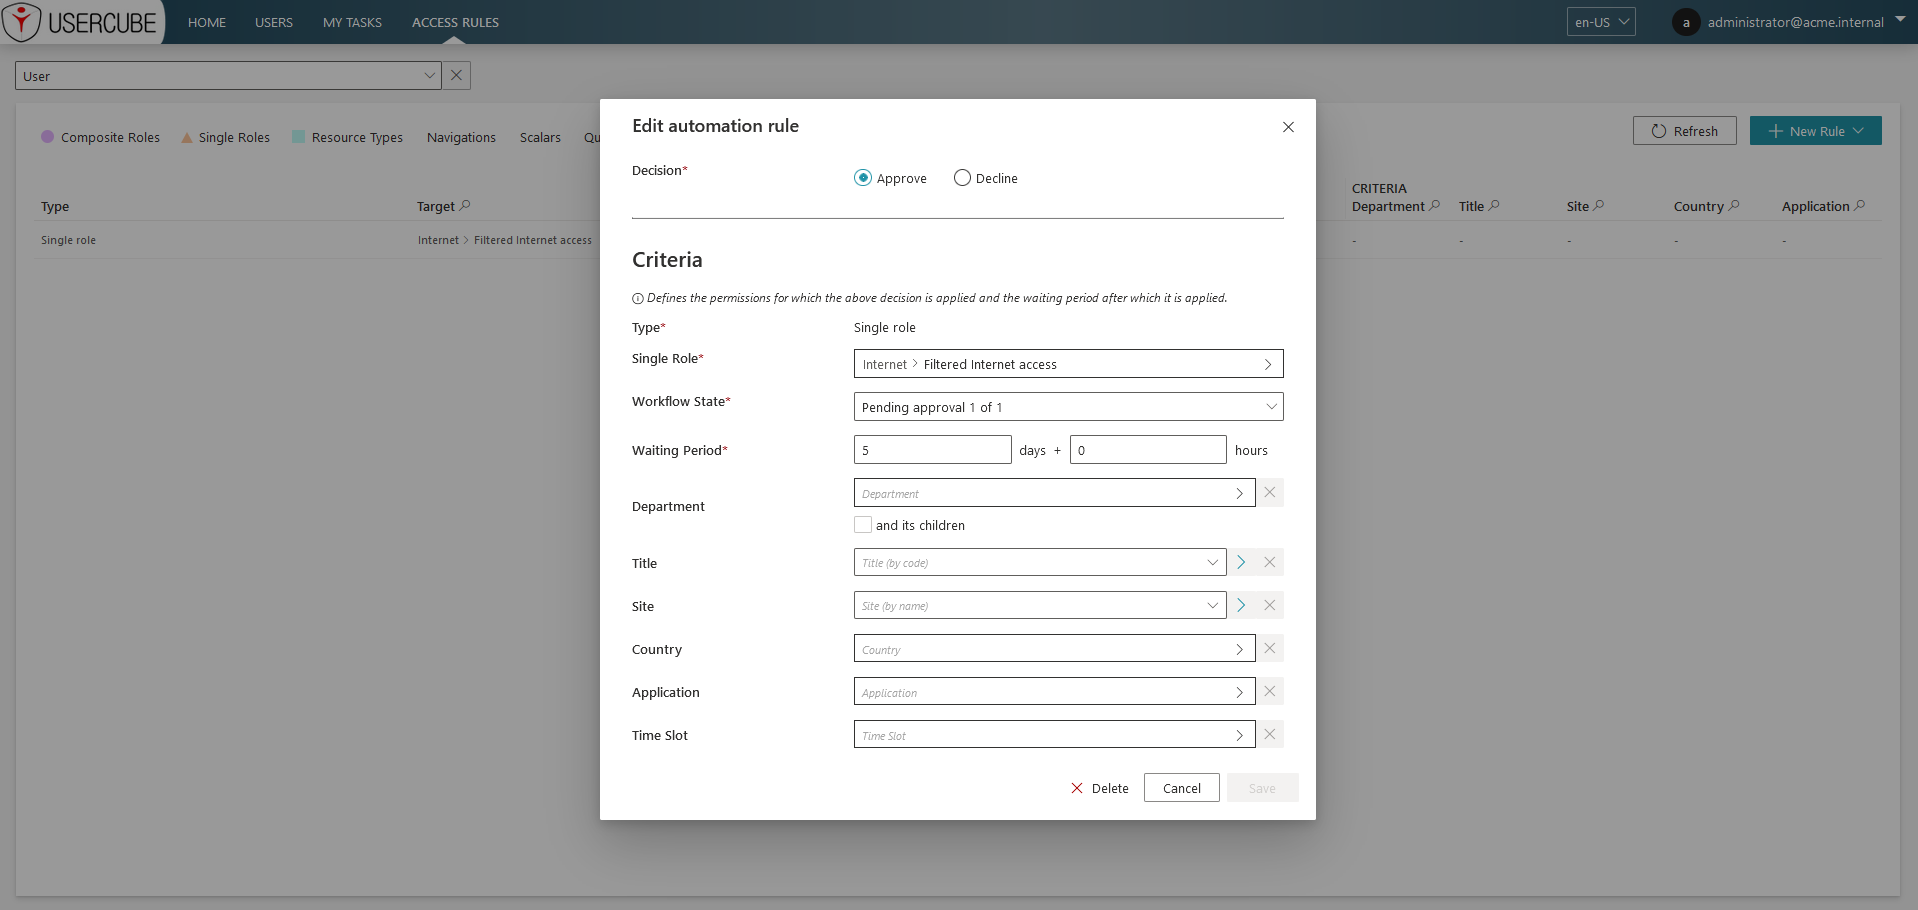 USERCUBE HOME USERS MY TASKS ACCESS RULES en-US a administrator@acme.internal
User
Composite Roles Single Roles Resource Types Navigations Scalars Qu Refresh New Rule
CRITERIA
Type Target Department Title Site Country Application
Single role Internet > Filtered Internet access - - - - -
Edit automation rule
Decision* Approve Decline
Criteria
Defines the permissions for which the above decision is applied and the waiting period after which it is applied.
Type* Single role
Single Role* Internet > Filtered Internet access
Workflow State* Pending approval 1 of 1
Waiting Period* 5 days + 0 hours
Department Department
and its children
Title Title (by code)
Site Site (by name)
Country Country
Application Application
Time Slot Time Slot
Delete Cancel Save